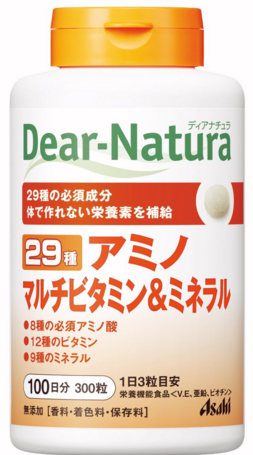 ディアナチュラ
Dear-Natura
29種の必須成分
体で作れない栄養素を補給
29種 アミノ
マルチビタミン&ミネラル
●8種の必須アミノ酸
●12種のビタミン
●9種のミネラル
100日分 300粒
1日3粒目安
栄養機能食品<V.E、亜鉛、ビオチン>
無添加[香料・着色料・保存料]
Asahi